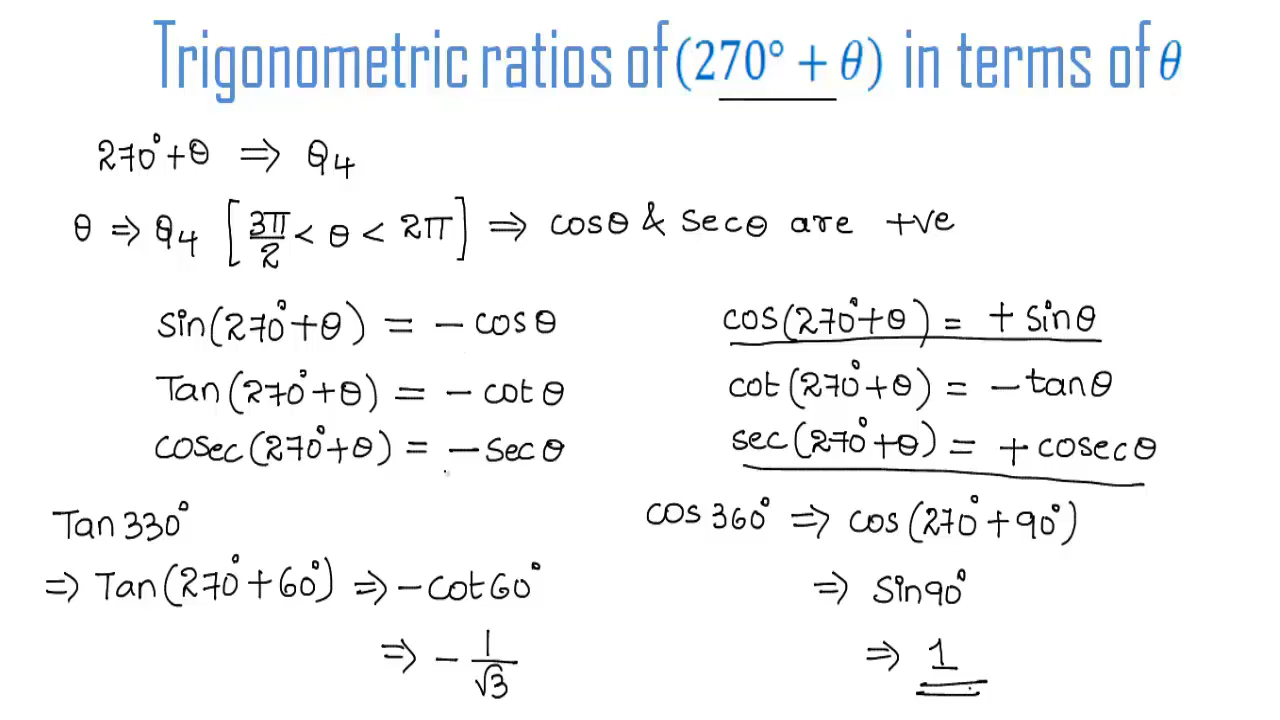 Trigonometric ratios of (270° + θ) in terms of θ
270°+θ ⇒ Q4
θ ⇒ Q4 [3π/2 < θ < 2π] ⇒ cosθ & secθ are +ve
sin(270°+θ) = - cosθ
cos(270°+θ) = + sinθ
Tan(270°+θ) = - cotθ
cot(270°+θ) = - tanθ
cosec(270°+θ) = - secθ
sec(270°+θ) = + cosecθ
Tan 330°
⇒ Tan(270°+60°) ⇒ - cot60°
⇒ - 1/√3
cos 360° ⇒ cos(270°+90°)
⇒ Sin90°
⇒ 1